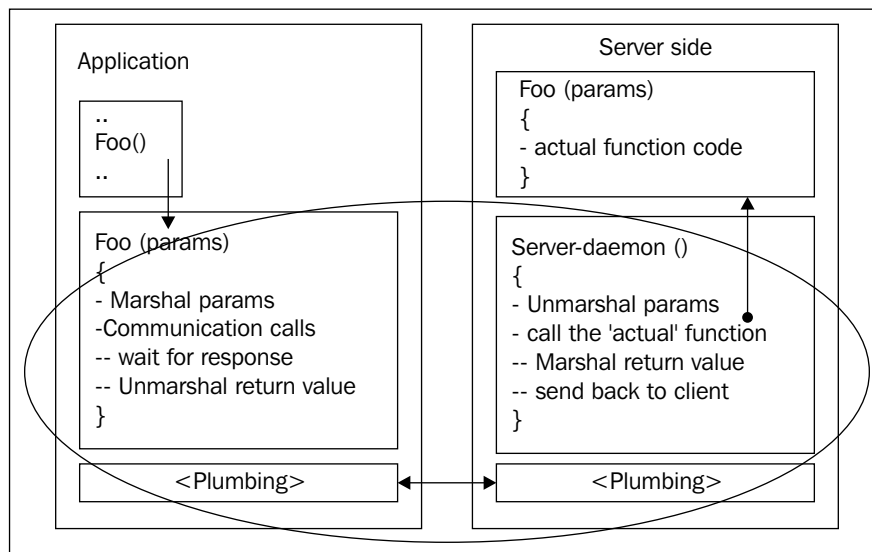 Application
..
Foo()
..
Foo (params)
{
- Marshal params
-Communication calls
-- wait for response
-- Unmarshal return value
}
<Plumbing>
Server side
Foo (params)
{
- actual function code
}
Server-daemon ()
{
- Unmarshal params
- call the 'actual' function
-- Marshal return value
-- send back to client
}
<Plumbing>